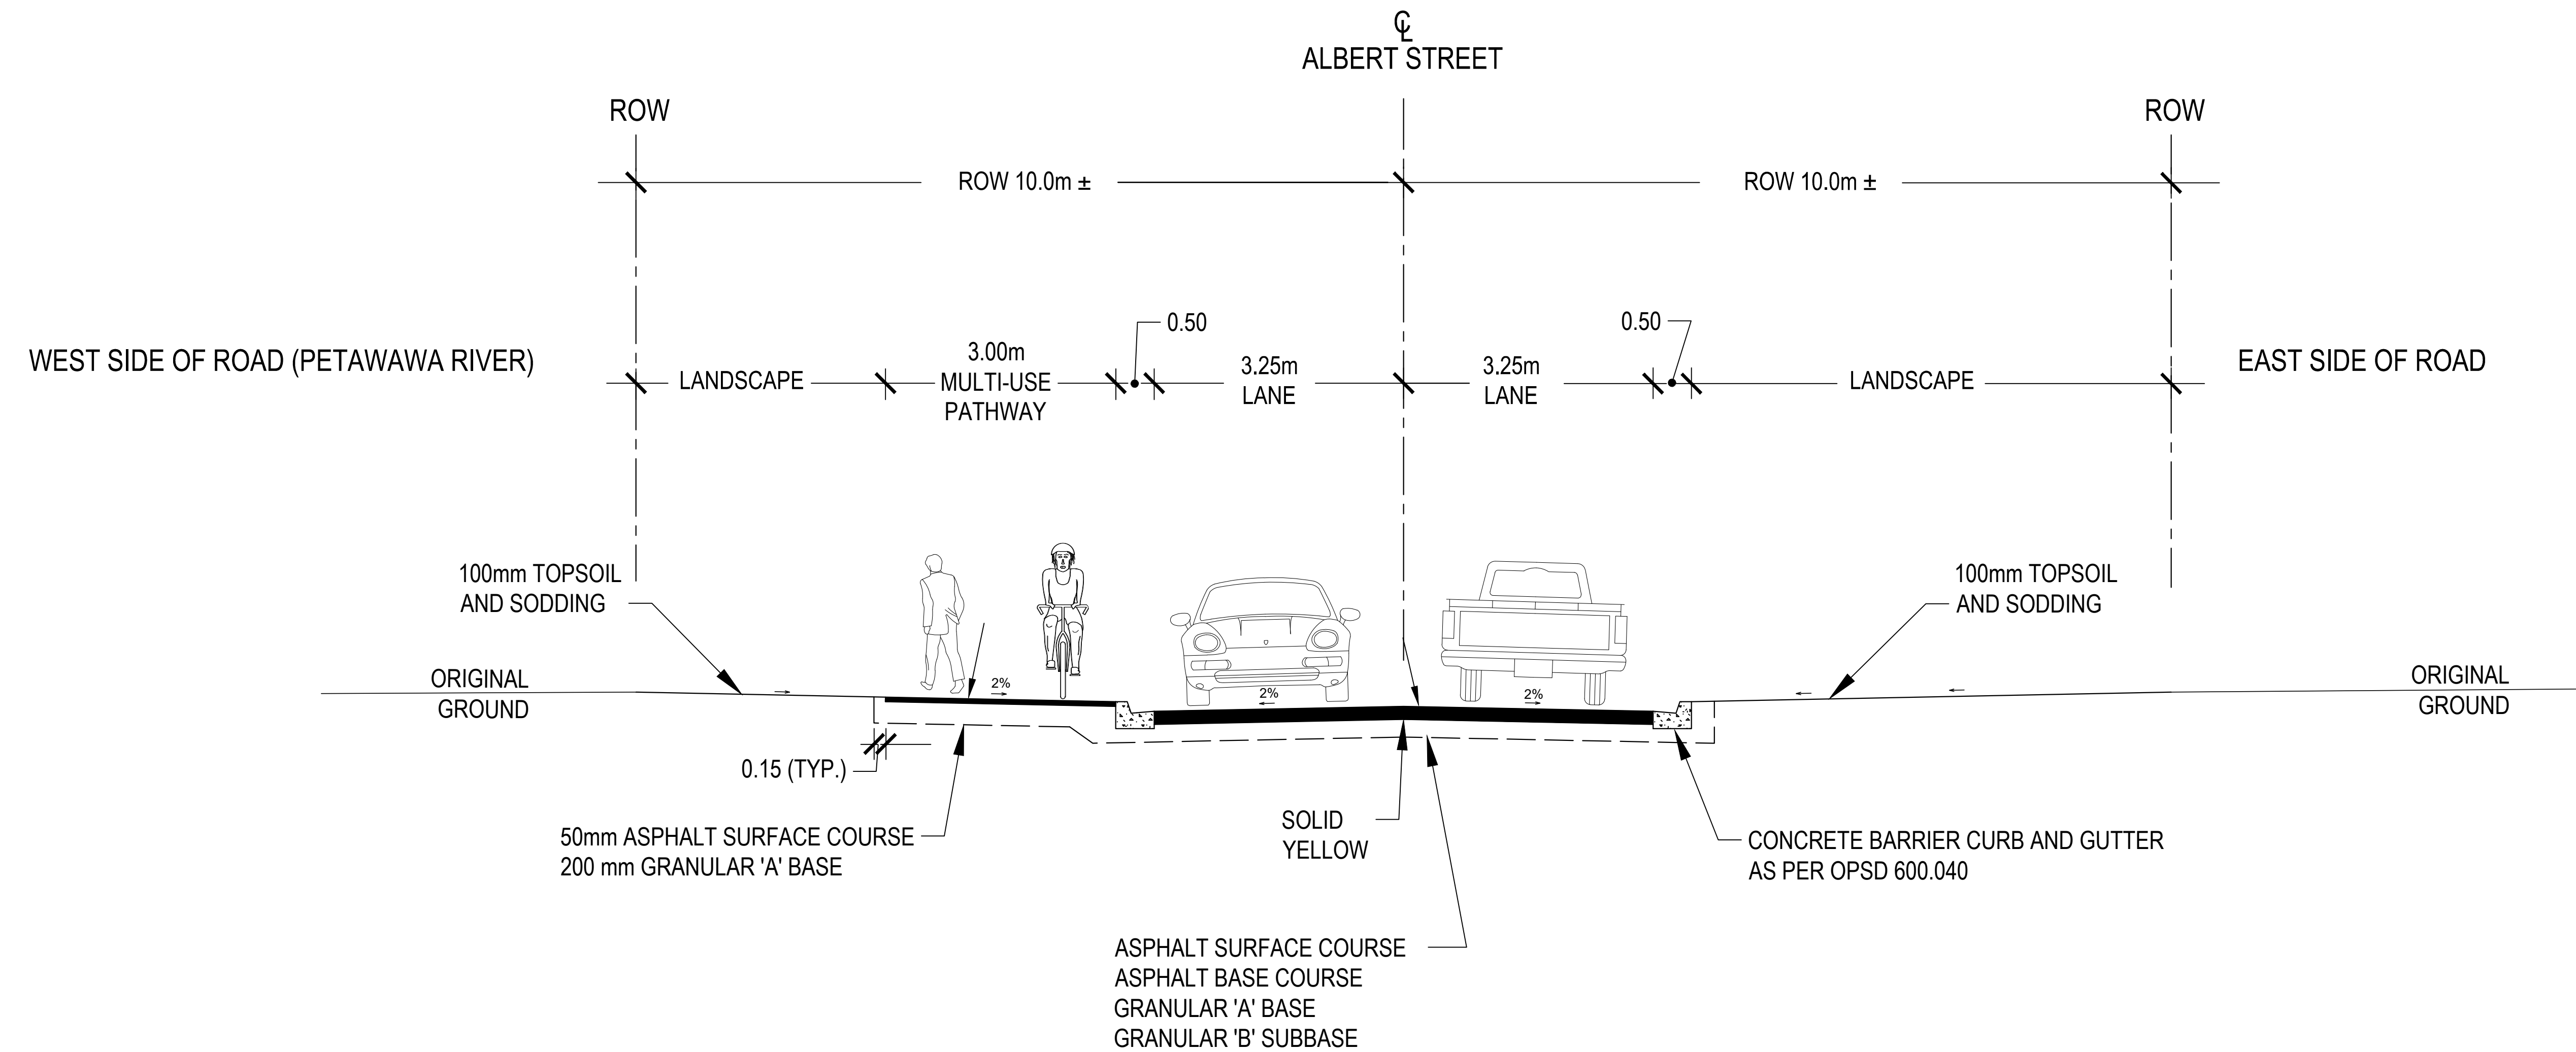 ℄
ALBERT STREET
ROW
ROW
ROW 10.0m ±
ROW 10.0m ±
0.50
0.50
WEST SIDE OF ROAD (PETAWAWA RIVER)
LANDSCAPE
3.00m
MULTI-USE
PATHWAY
3.25m
LANE
3.25m
LANE
LANDSCAPE
EAST SIDE OF ROAD
100mm TOPSOIL
AND SODDING
100mm TOPSOIL
AND SODDING
ORIGINAL
GROUND
2%
2%
2%
ORIGINAL
GROUND
0.15 (TYP.)
50mm ASPHALT SURFACE COURSE
200 mm GRANULAR 'A' BASE
SOLID
YELLOW
CONCRETE BARRIER CURB AND GUTTER
AS PER OPSD 600.040
ASPHALT SURFACE COURSE
ASPHALT BASE COURSE
GRANULAR 'A' BASE
GRANULAR 'B' SUBBASE